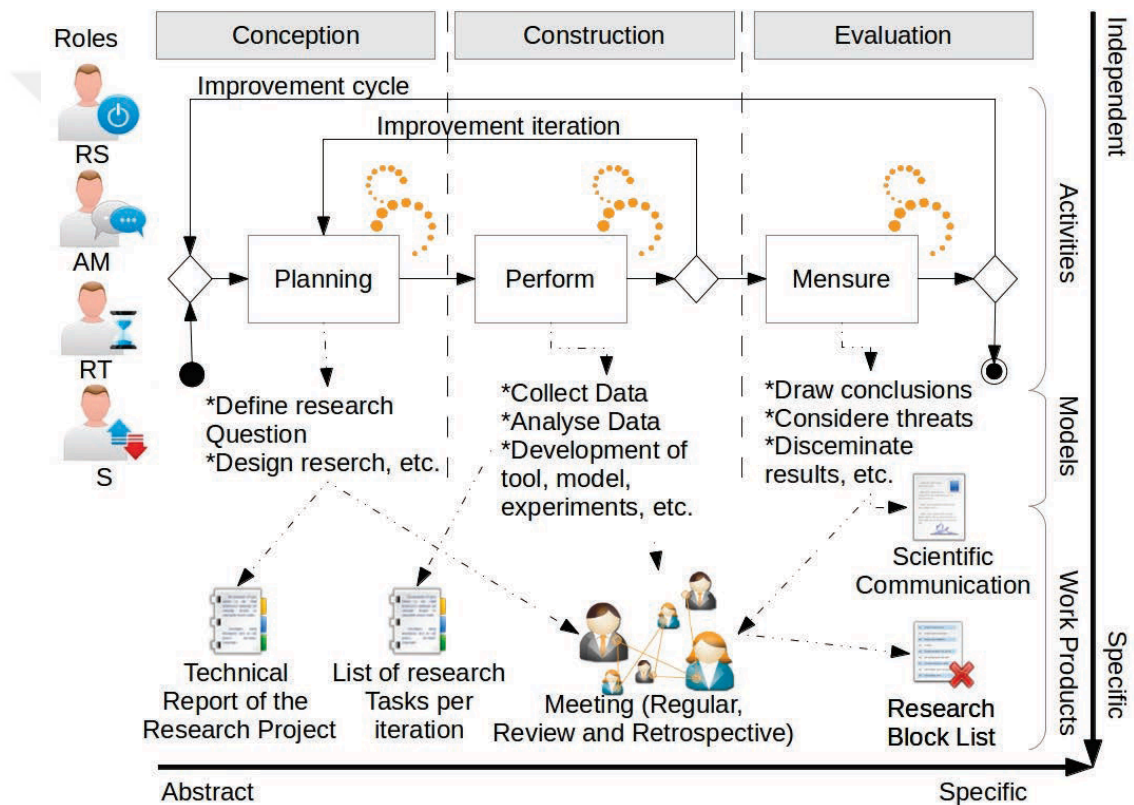 Roles
Conception
Construction
Evaluation
Independent
Improvement cycle
Improvement iteration
RS
AM
RT
S
Planning
Perform
Mensure
Activities
*Define research
Question
*Design reserch, etc.
*Collect Data
*Analyse Data
*Development of
tool, model,
experiments, etc.
*Draw conclusions
*Considere threats
*Disceminate
results, etc.
Models
Scientific
Communication
Work Products
Technical
Report of the
Research Project
List of research
Tasks per
iteration
Meeting (Regular,
Review and Retrospective)
Research
Block List
Specific
Abstract
Specific